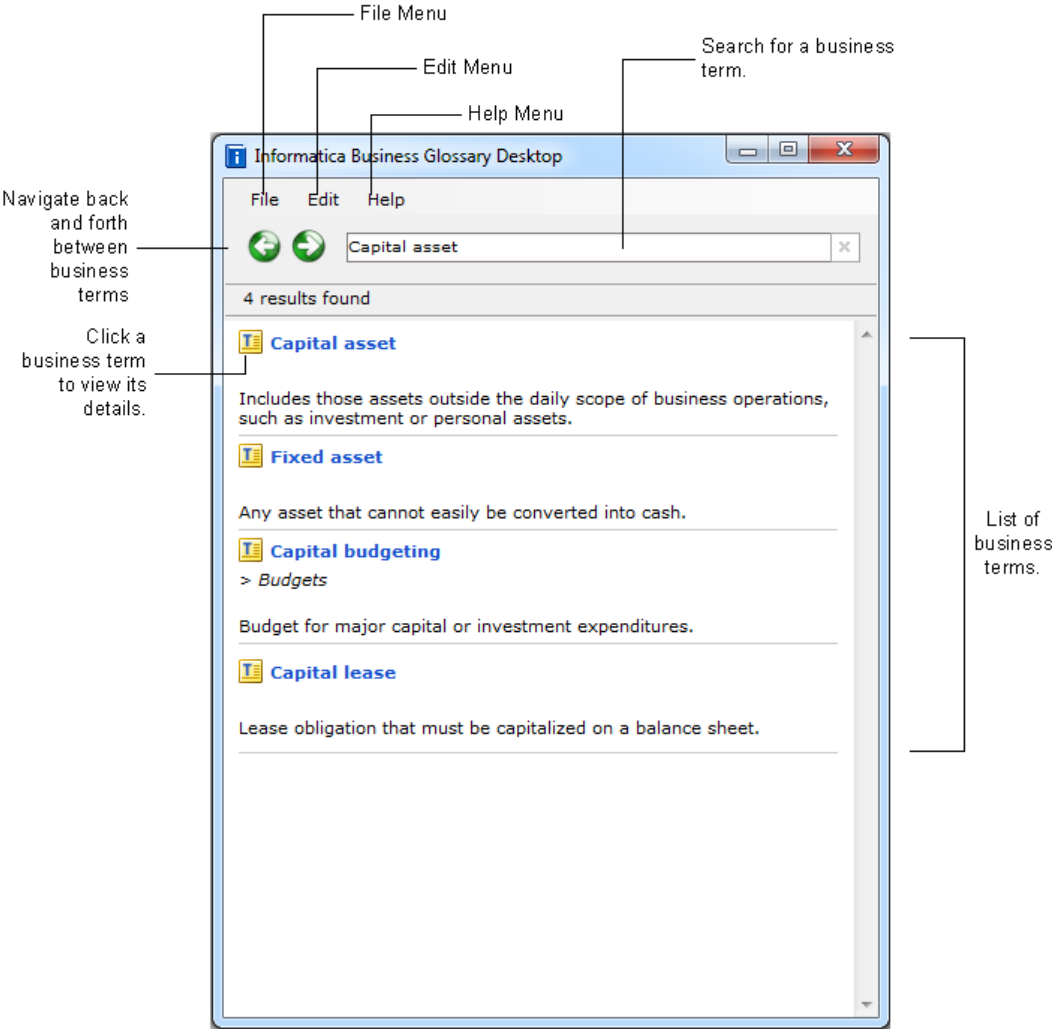 File Menu
Edit Menu
Search for a business
term.
Help Menu
Informatica Business Glossary Desktop
File Edit Help
Navigate back
and forth
between
business
terms
Capital asset
4 results found
Click a
business term
to view its
details.
Capital asset
Includes those assets outside the daily scope of business operations,
such as investment or personal assets.
Fixed asset
Any asset that cannot easily be converted into cash.
Capital budgeting
> Budgets
Budget for major capital or investment expenditures.
Capital lease
Lease obligation that must be capitalized on a balance sheet.
List of
business
terms.